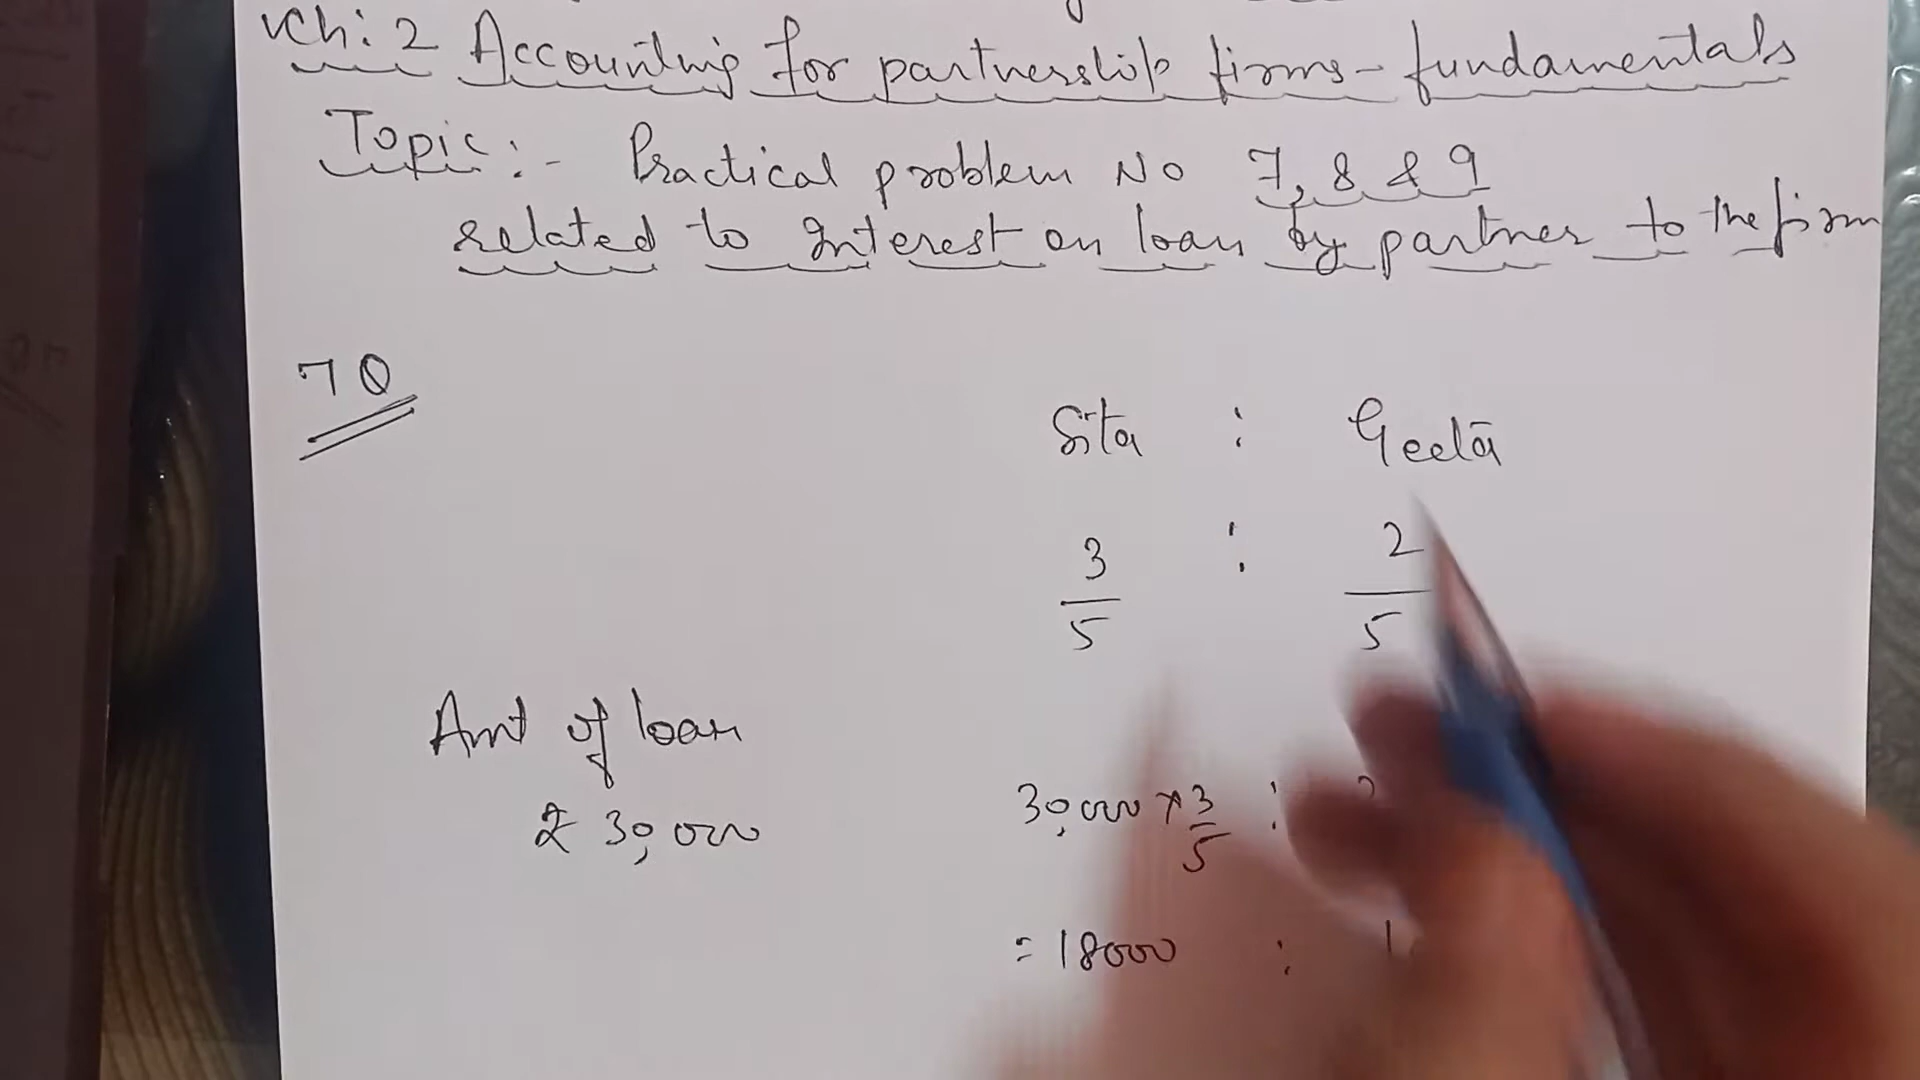 Ch: 2 Accounting for partnership firms - fundamentals
Topic :- Practical problem No 7, 8 & 9
related to Interest on loan by partner to the firm
7 Q
Sita : Geeta
3/5 : 2/5
Amt of loan
₹ 30,000
30,000 × 3/5 :
= 18000 :